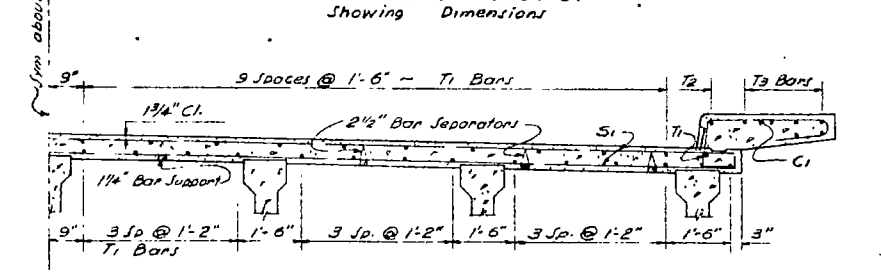 Showing Dimensions
Sym about
9" 9 Spaces @ 1'-6" ~ T1 Bars T2 T3 Bars
1 3/4" Cl. 2 1/2" Bar Separators S1 T1
C1
1 1/4" Bar Support
9" 3 Sp @ 1'-2" 1'-6" 3 Sp. @ 1'-2" 1'-6" 3 Sp. @ 1'-2" 1'-6" 3"
T1 Bars